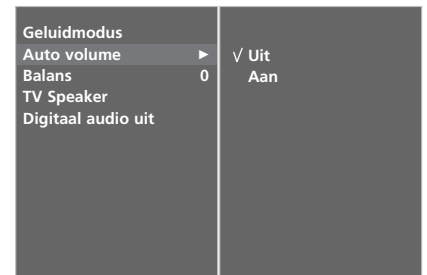 Geluidmodus
Auto volume ►
Balans 0
TV Speaker
Digitaal audio uit
√ Uit
Aan